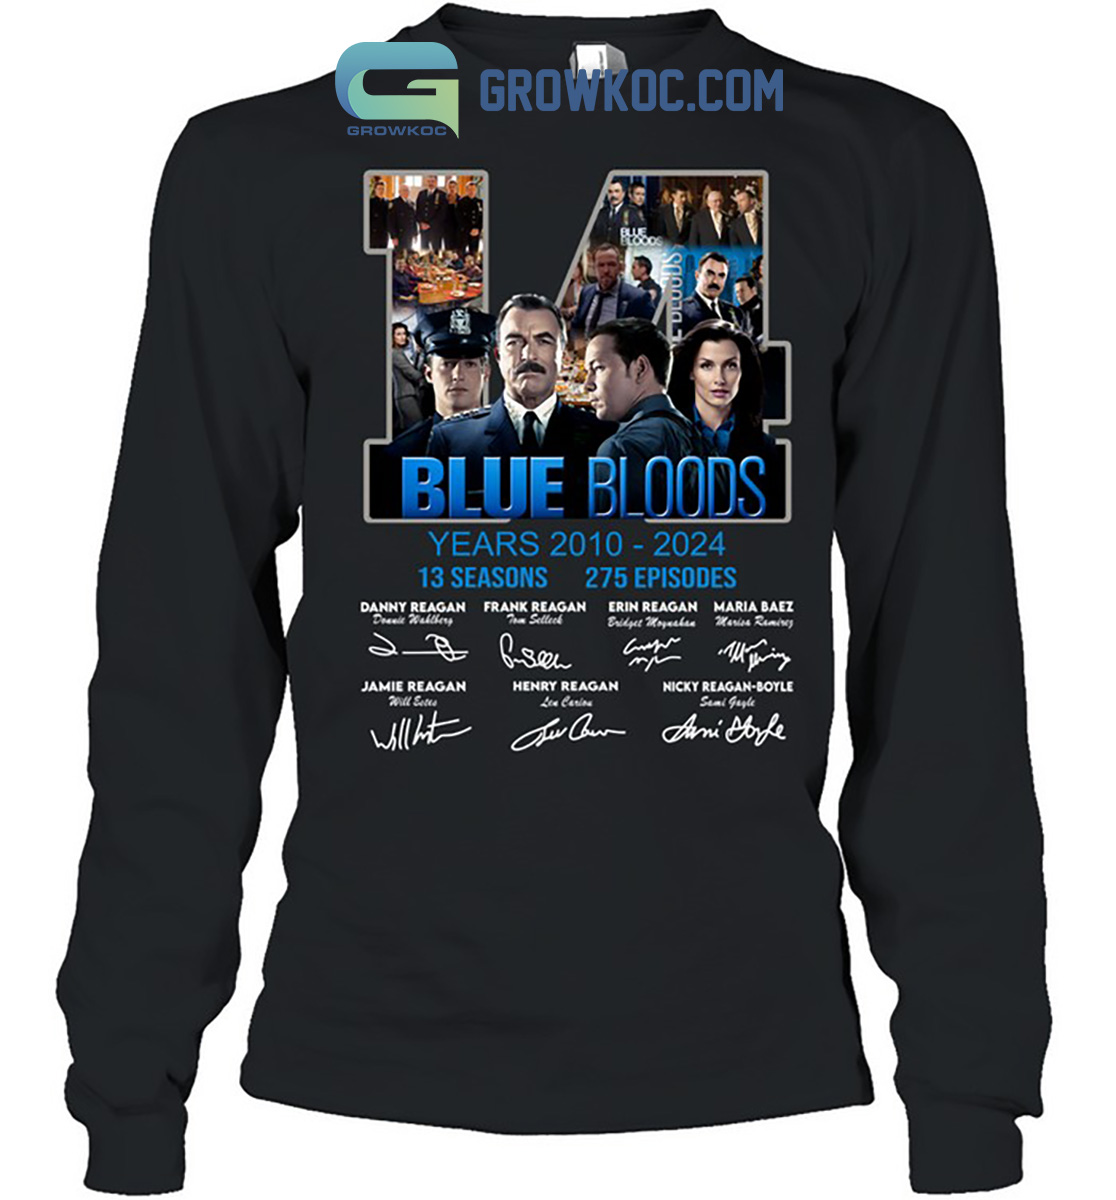 GROWKOC.COM
GROWKOC
BLUE
BLOODS
BLUE BLOODS
YEARS 2010 - 2024
13 SEASONS 275 EPISODES
DANNY REAGAN FRANK REAGAN ERIN REAGAN MARIA BAEZ
Donnie Wahlberg Tom Selleck Bridget Moynahan Marisa Ramirez
JAMIE REAGAN HENRY REAGAN NICKY REAGAN-BOYLE
Will Estes Len Cariou Sami Gayle